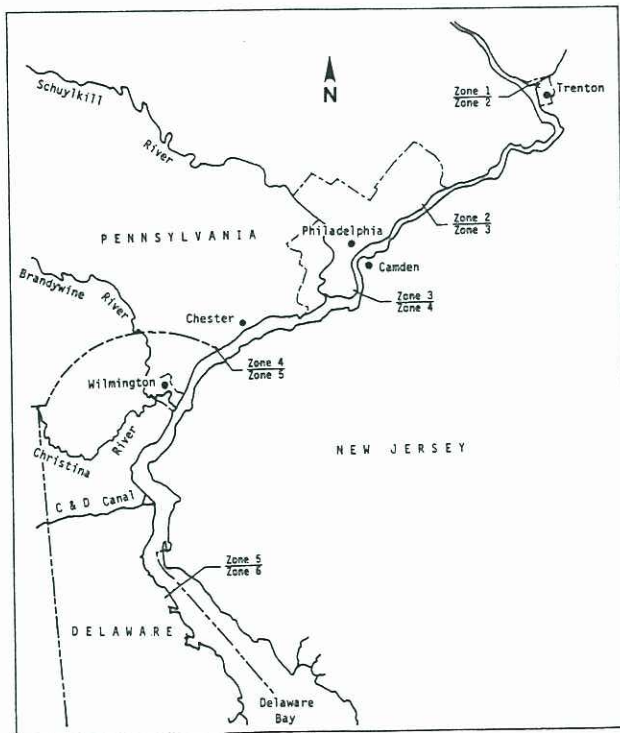 Schuylkill
River
N
Zone 1
Zone 2
Trenton
PENNSYLVANIA
Philadelphia
Zone 2
Zone 3
Camden
Brandywine
River
Chester
Zone 3
Zone 4
Wilmington
Zone 4
Zone 5
Christina
River
NEW JERSEY
C & D Canal
Zone 5
Zone 6
DELAWARE
Delaware
Bay